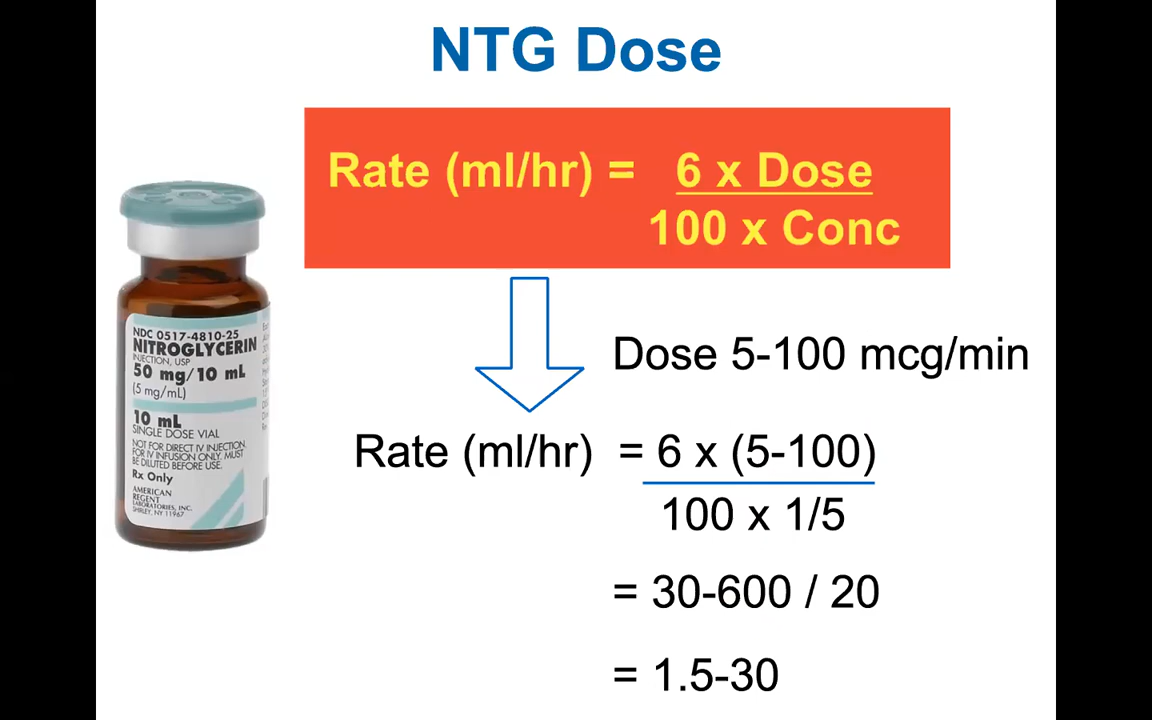 NTG Dose
Rate (ml/hr) = 6 x Dose
100 x Conc
NDC 0517-4810-25
NITROGLYCERIN
INJECTION, USP
50 mg/10 mL
(5 mg/mL)
10 mL
SINGLE DOSE VIAL
NOT FOR DIRECT IV INJECTION.
FOR IV INFUSION ONLY. MUST
BE DILUTED BEFORE USE.
Rx Only
AMERICAN
REGENT
LABORATORIES, INC.
SHIRLEY, NY 11967
Dose 5-100 mcg/min
Rate (ml/hr) = 6 x (5-100)
100 x 1/5
= 30-600 / 20
= 1.5-30